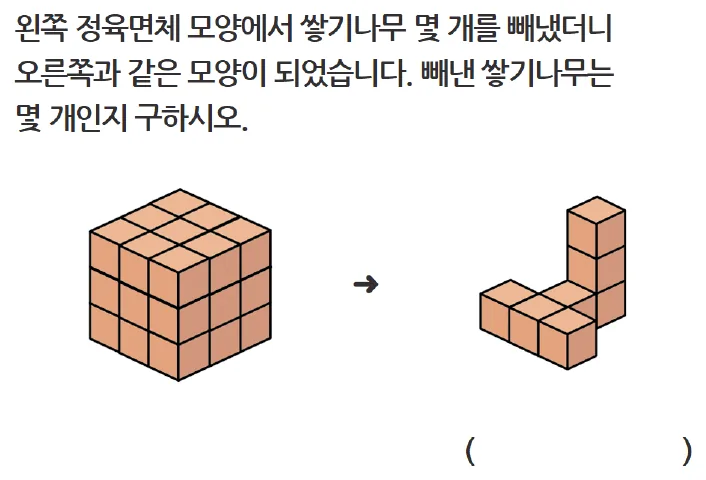 왼쪽 정육면체 모양에서 쌓기나무 몇 개를 빼냈더니
오른쪽과 같은 모양이 되었습니다. 빼낸 쌓기나무는
몇 개인지 구하시오.
➜
( )